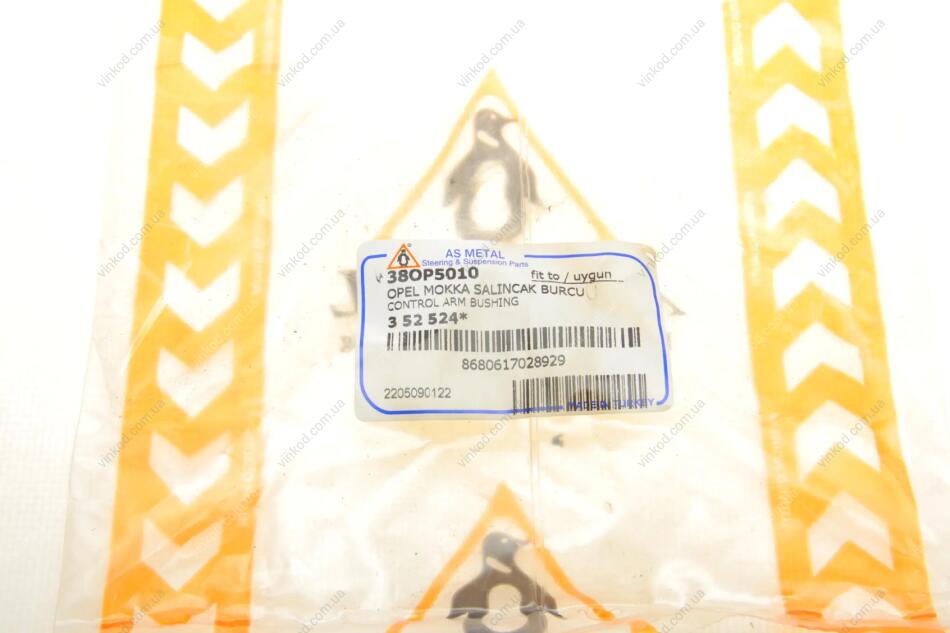 AS METAL
Steering & Suspension Parts
38OP5010 fit to / uygun
OPEL MOKKA SALINCAK BURCU
CONTROL ARM BUSHING
3 52 524*
8680617028929
2205090122
MADE IN TURKEY
vinkod.com.ua